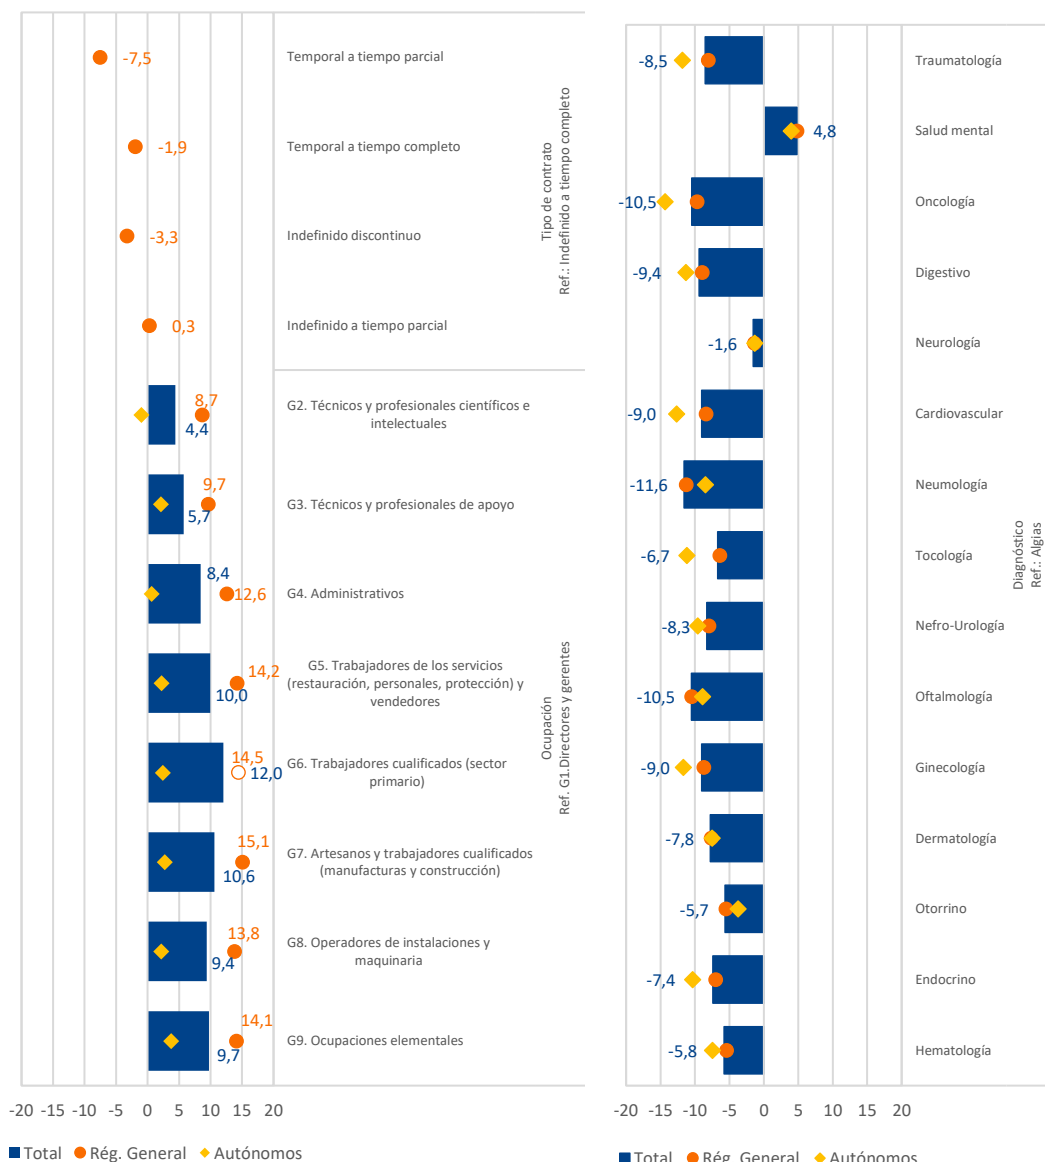 -7,5
Temporal a tiempo parcial
-1,9
Temporal a tiempo completo
-3,3
Indefinido discontinuo
0,3
Indefinido a tiempo parcial
Tipo de contrato
Ref.: Indefinido a tiempo completo
8,7
4,4
G2. Técnicos y profesionales científicos e
intelectuales
9,7
5,7
G3. Técnicos y profesionales de apoyo
8,4
12,6
G4. Administrativos
14,2
10,0
G5. Trabajadores de los servicios
(restauración, personales, protección) y
vendedores
14,5
12,0
G6. Trabajadores cualificados (sector
primario)
15,1
10,6
G7. Artesanos y trabajadores cualificados
(manufacturas y construcción)
13,8
9,4
G8. Operadores de instalaciones y
maquinaria
14,1
9,7
G9. Ocupaciones elementales
Ocupación
Ref. G1.Directores y gerentes
-20 -15 -10 -5 0 5 10 15 20
Total Rég. General Autónomos
-8,5
Traumatología
4,8
Salud mental
-10,5
Oncología
-9,4
Digestivo
-1,6
Neurología
-9,0
Cardiovascular
-11,6
Neumología
-6,7
Tocología
-8,3
Nefro-Urología
-10,5
Oftalmología
-9,0
Ginecología
-7,8
Dermatología
-5,7
Otorrino
-7,4
Endocrino
-5,8
Hematología
Diagnóstico
Ref.: Algias
-20 -15 -10 -5 0 5 10 15 20
Total Rég. General Autónomos